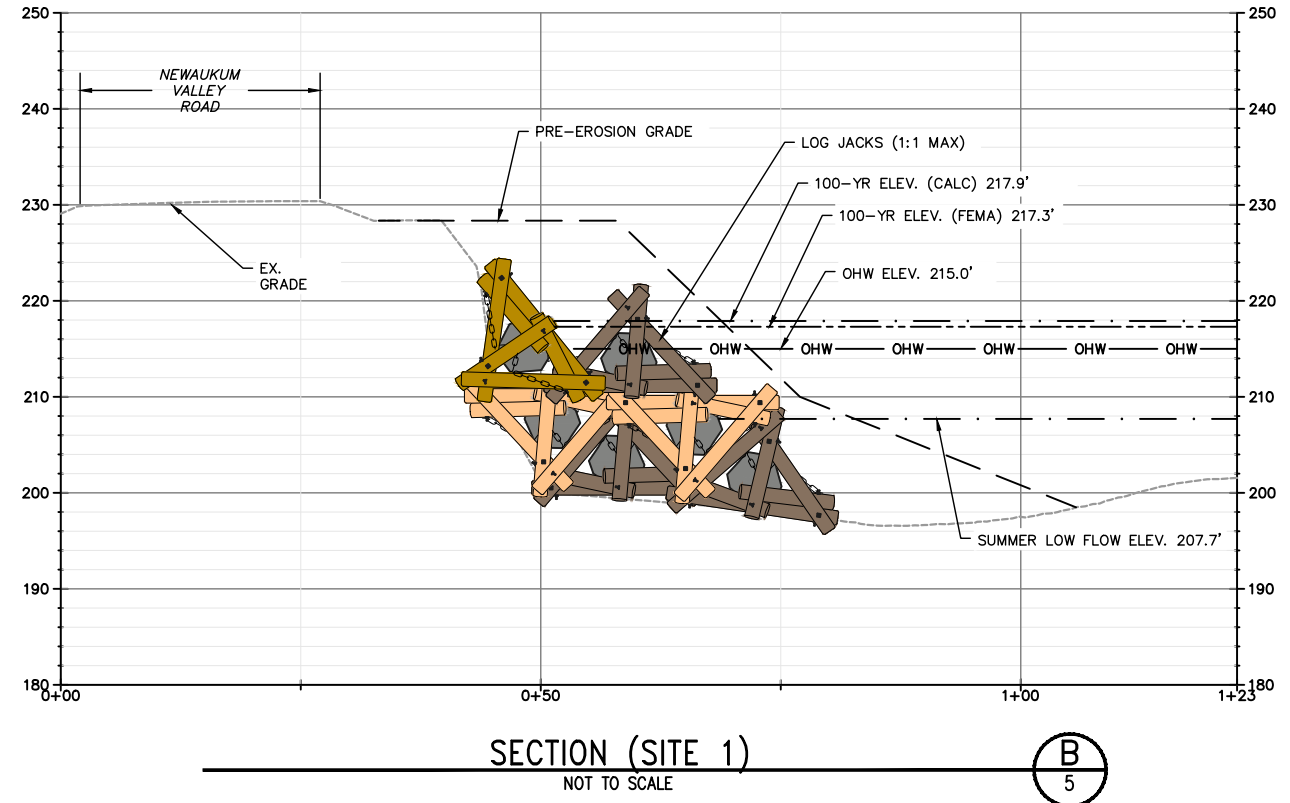 250
250
NEWAUKUM
VALLEY
ROAD
240
240
PRE-EROSION GRADE
LOG JACKS (1:1 MAX)
100-YR ELEV. (CALC) 217.9'
230
230
100-YR ELEV. (FEMA) 217.3'
EX.
GRADE
OHW ELEV. 215.0'
220
220
OHW OHW OHW OHW OHW OHW OHW
210
210
200
200
SUMMER LOW FLOW ELEV. 207.7'
190
190
180
180
0+00
0+50
1+00
1+23
SECTION (SITE 1)
NOT TO SCALE
B
5